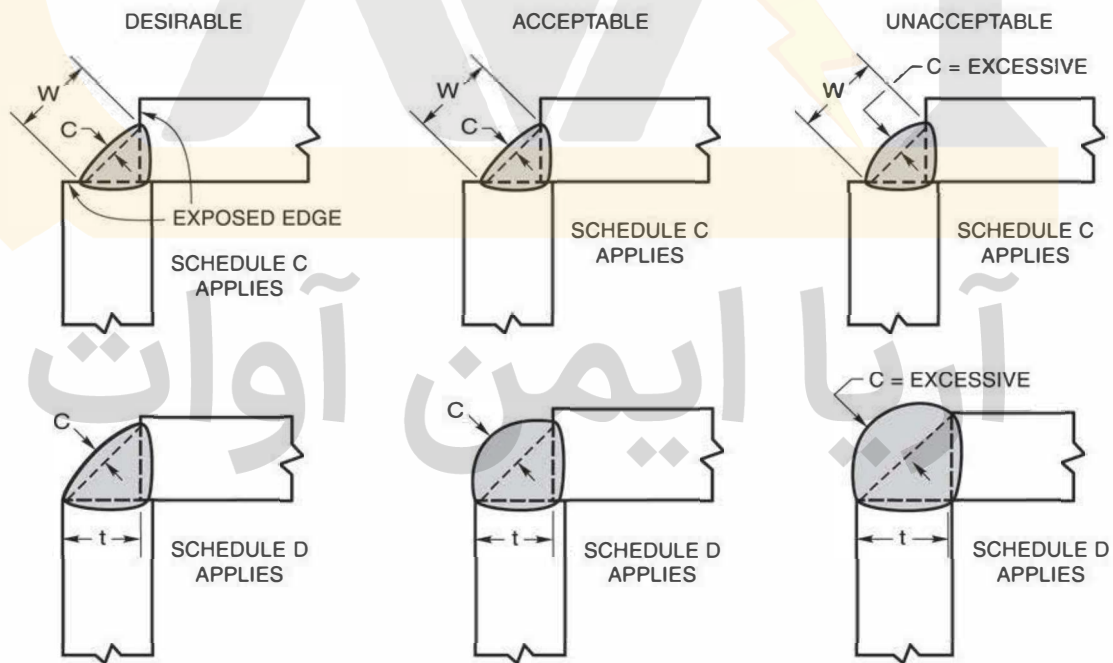 DESIRABLE
ACCEPTABLE
UNACCEPTABLE
C = EXCESSIVE
W
W
W
C
C
EXPOSED EDGE
SCHEDULE C
APPLIES
SCHEDULE C
APPLIES
SCHEDULE C
APPLIES
آریا ایمن آوات
C = EXCESSIVE
C
C
t
t
t
SCHEDULE D
APPLIES
SCHEDULE D
APPLIES
SCHEDULE D
APPLIES